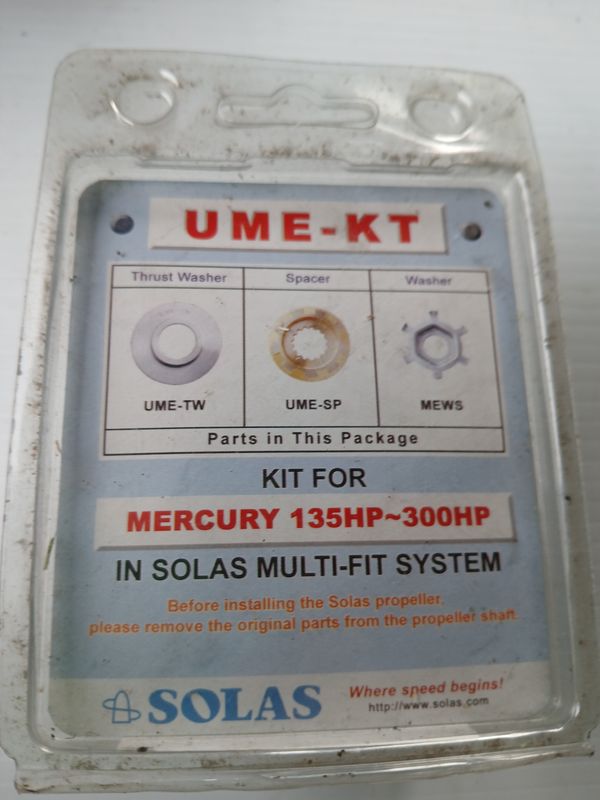 UME-KT
Thrust Washer Spacer Washer
UME-TW UME-SP MEWS
Parts in This Package
KIT FOR
MERCURY 135HP~300HP
IN SOLAS MULTI-FIT SYSTEM
Before installing the Solas propeller,
please remove the original parts from the propeller shaft.
SOLAS
Where speed begins!
http://www.solas.com